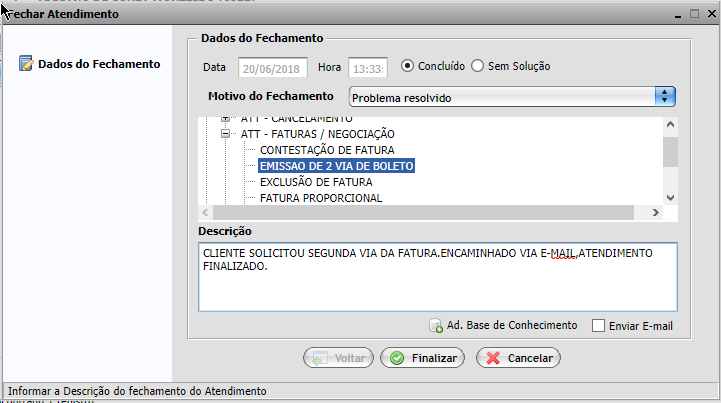 Fechar Atendimento
Dados do Fechamento
Dados do Fechamento
Data 20/06/2018 Hora 13:33: Concluído Sem Solução
Motivo do Fechamento Problema resolvido
ATT - CANCELAMENTO
ATT - FATURAS / NEGOCIAÇÃO
CONTESTAÇÃO DE FATURA
EMISSAO DE 2 VIA DE BOLETO
EXCLUSÃO DE FATURA
FATURA PROPORCIONAL
Descrição
CLIENTE SOLICITOU SEGUNDA VIA DA FATURA.ENCAMINHADO VIA E-MAIL,ATENDIMENTO
FINALIZADO.
Ad. Base de Conhecimento Enviar E-mail
Voltar Finalizar Cancelar
Informar a Descrição do fechamento do Atendimento